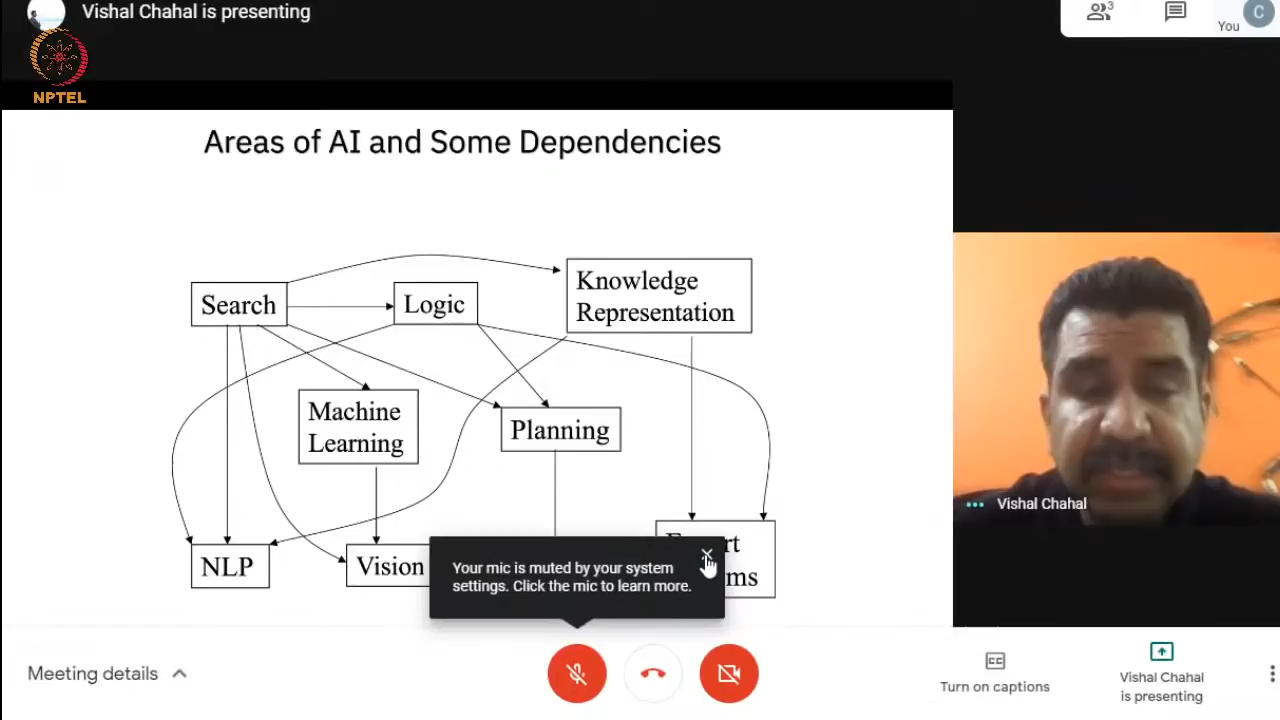 Vishal Chahal is presenting
3
You
C
NPTEL
Areas of AI and Some Dependencies
Search
Logic
Knowledge
Representation
Machine
Learning
Planning
NLP
Vision
Your mic is muted by your system
settings. Click the mic to learn more.
Vishal Chahal
Meeting details
CC
Turn on captions
Vishal Chahal
is presenting